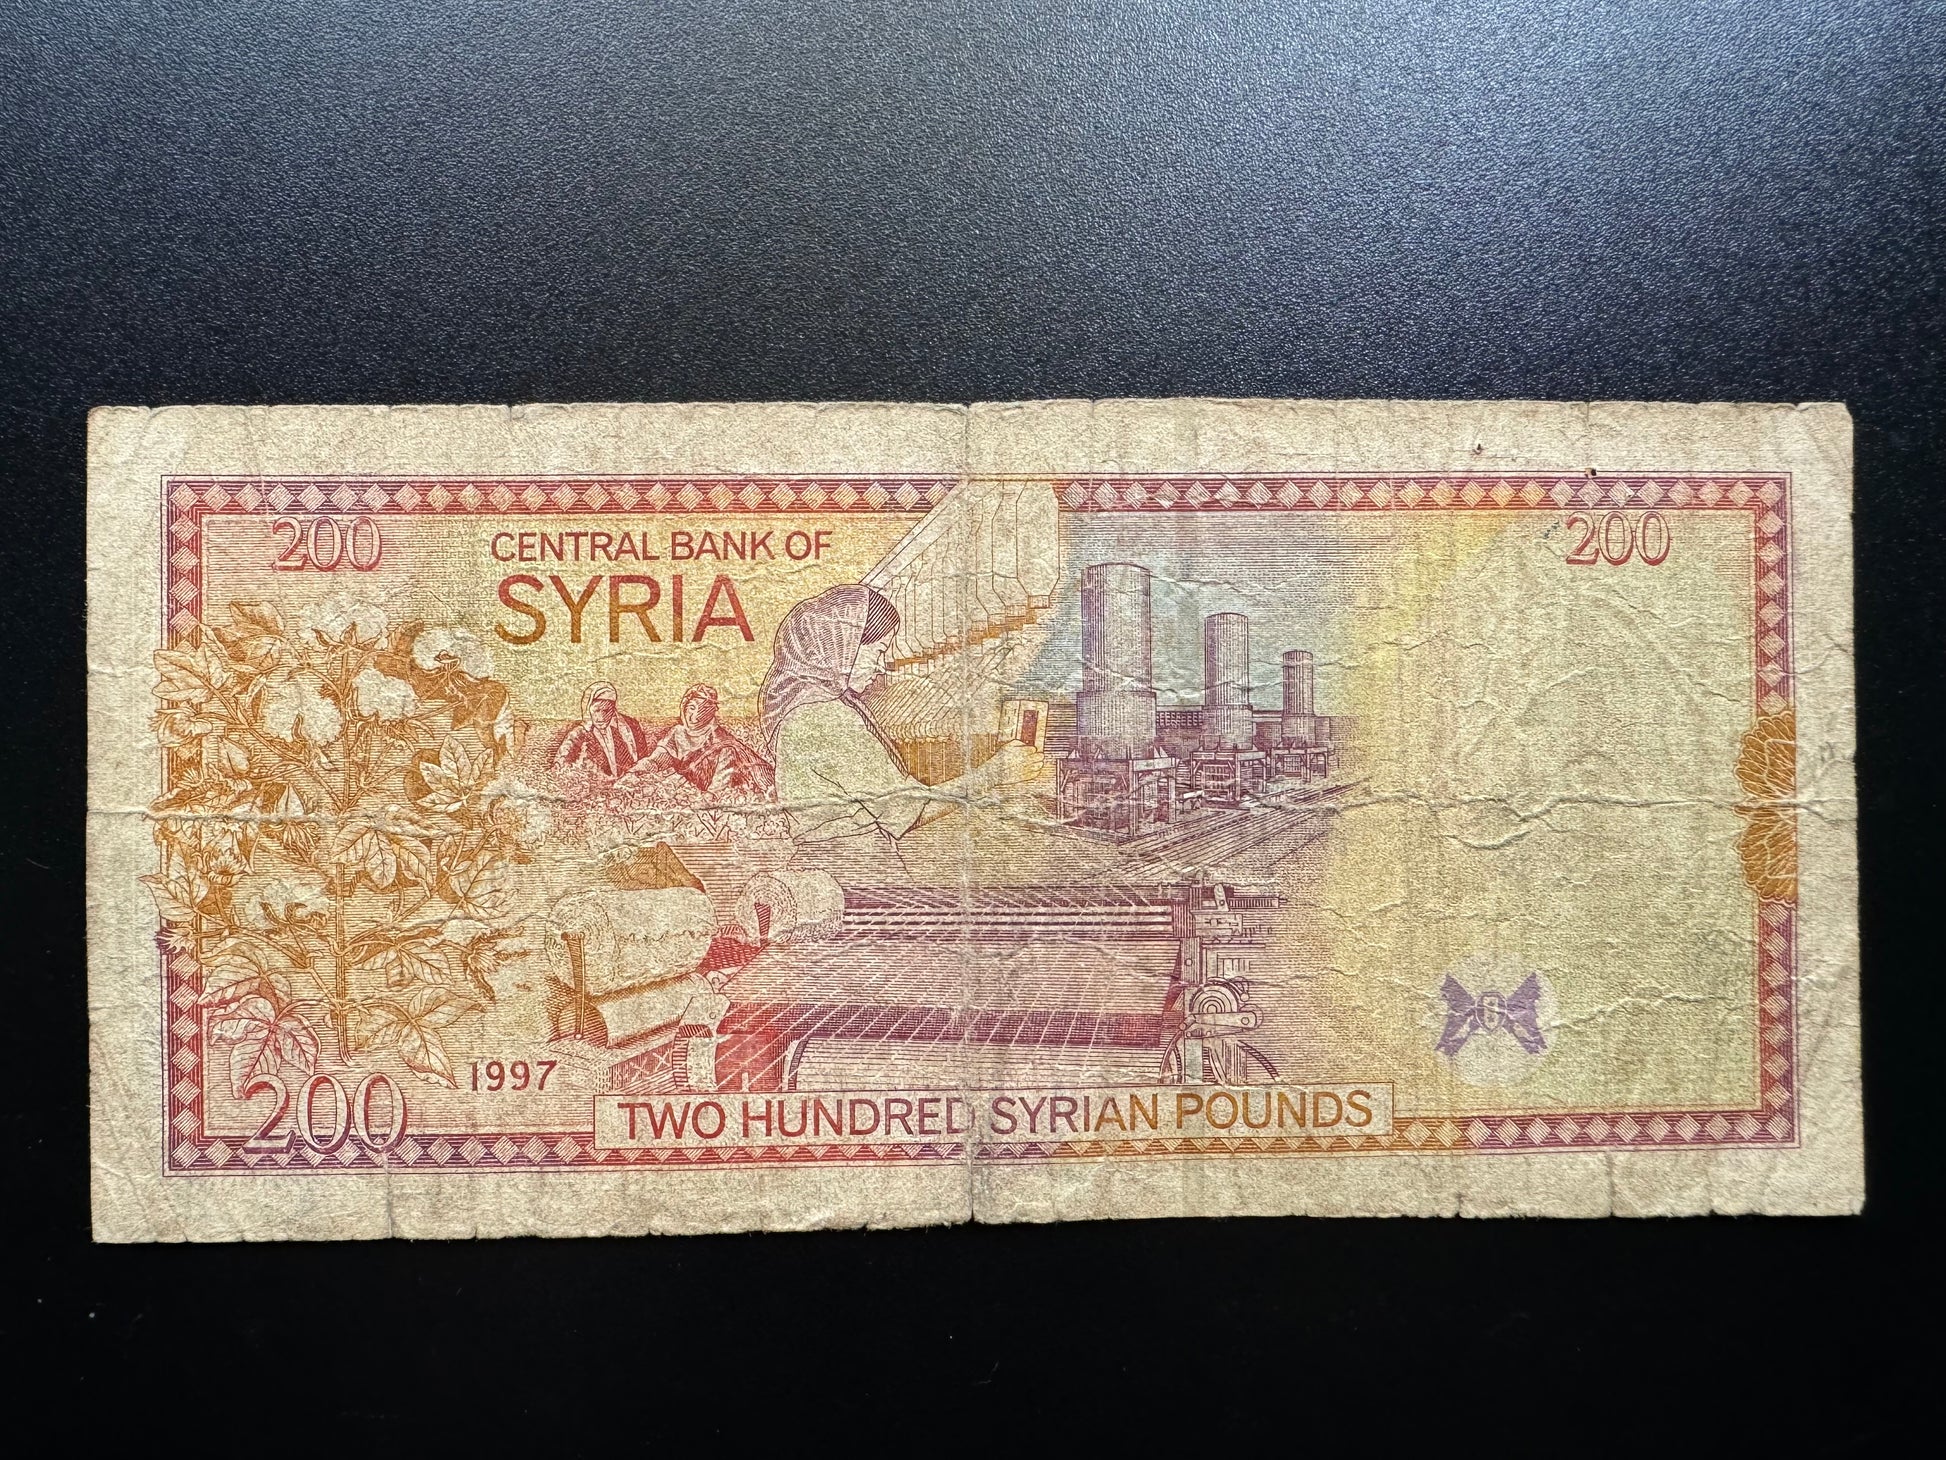 200
CENTRAL BANK OF
SYRIA
200
1997
200
TWO HUNDRED SYRIAN POUNDS